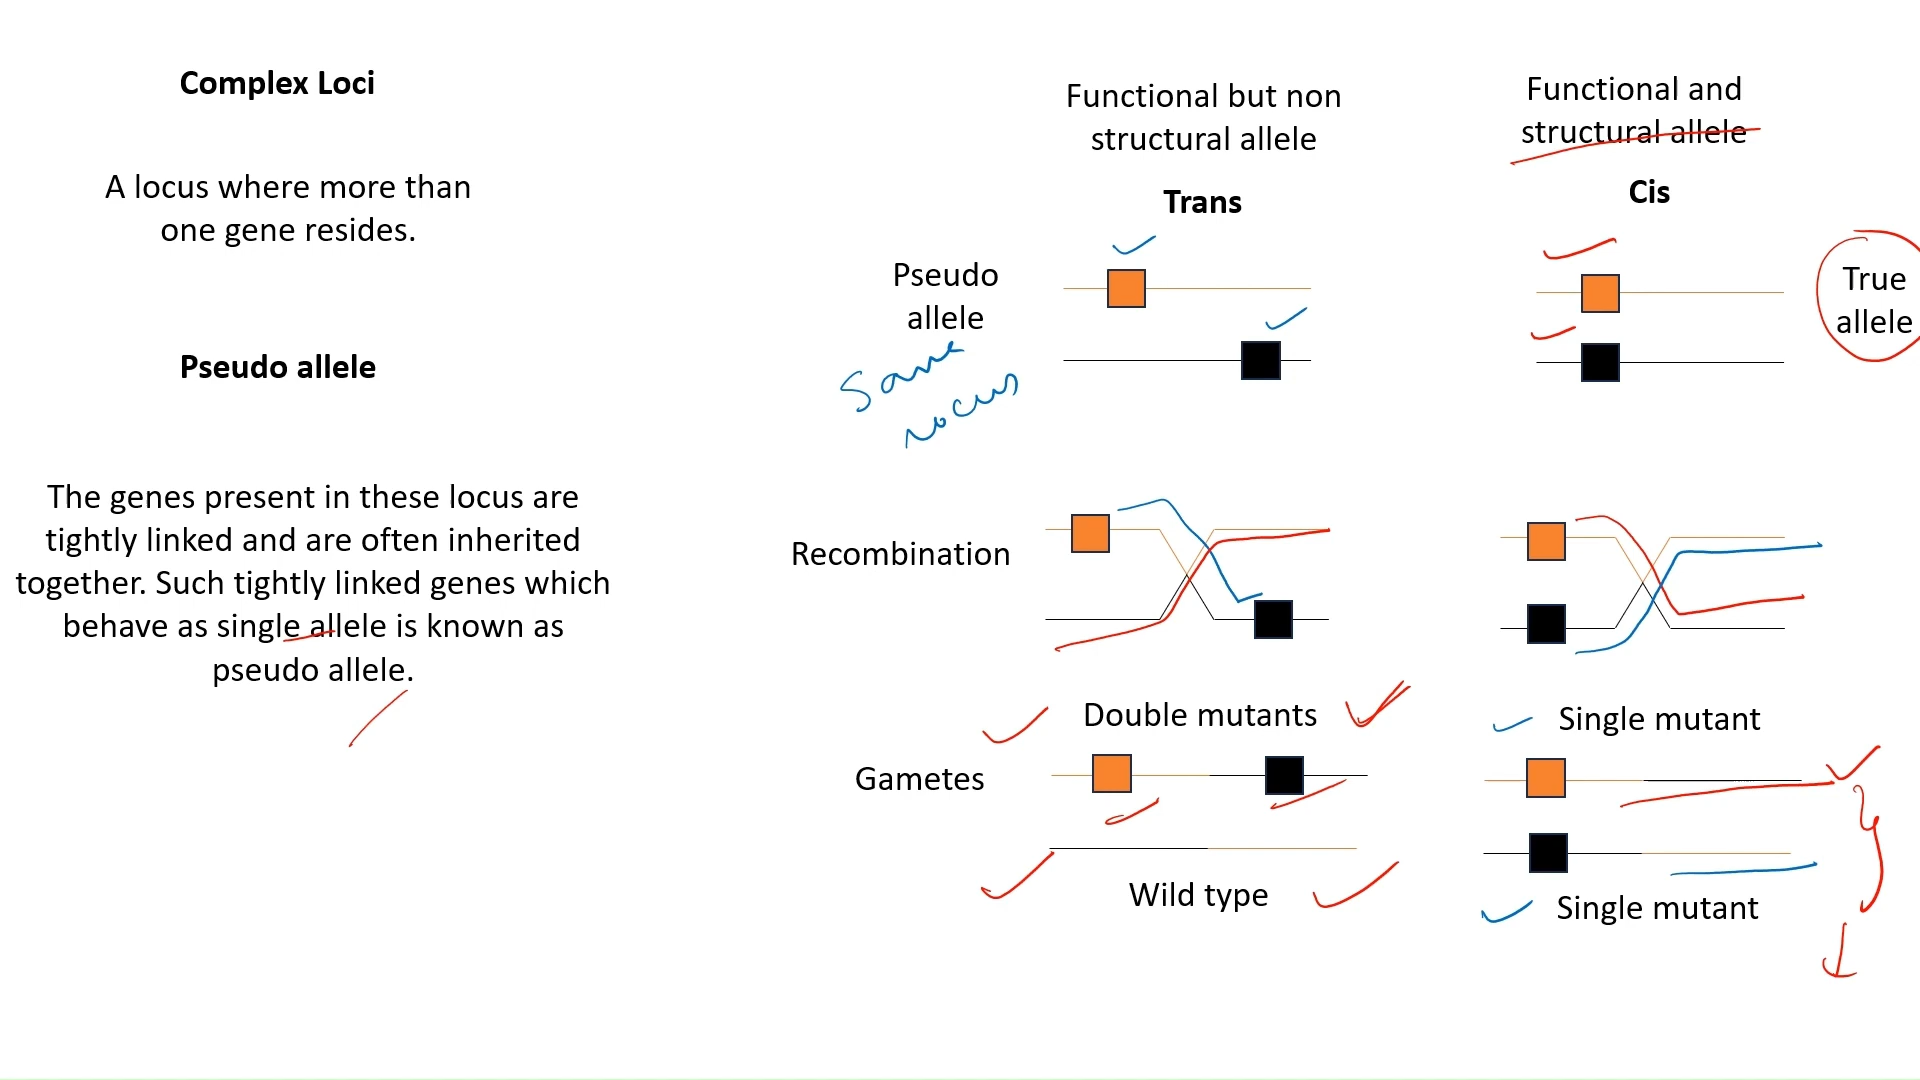 Complex Loci
A locus where more than
one gene resides.
Pseudo allele
The genes present in these locus are
tightly linked and are often inherited
together. Such tightly linked genes which
behave as single allele is known as
pseudo allele.
Functional but non
structural allele
Trans
Functional and
structural allele
Cis
Pseudo
allele
Same
locus
True
allele
Recombination
Double mutants
Single mutant
Gametes
Wild type
Single mutant